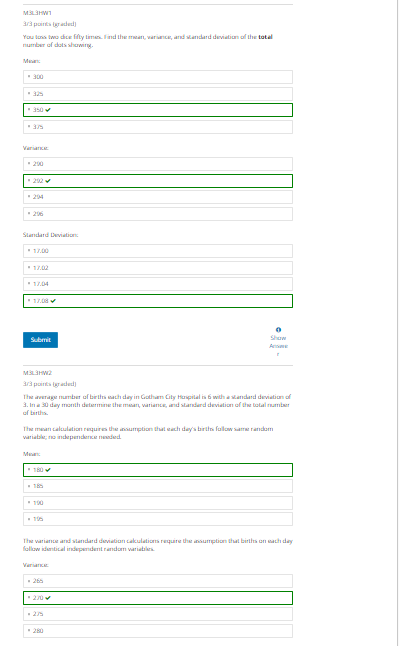 M3L3HW1
3/3 points (graded)
You toss two dice fifty times. Find the mean, variance, and standard deviation of the total
number of dots showing.
Mean:
300
325
350 ✔
375
Variance:
290
292 ✔
294
296
Standard Deviation:
17.00
17.02
17.04
17.08 ✔
Submit
Show
Answe
r
M3L3HW2
3/3 points (graded)
The average number of births each day in Gotham City Hospital is 6 with a standard deviation of
3. In a 30 day month determine the mean, variance, and standard deviation of the total number
of births.
The mean calculation requires the assumption that each day's births follow same random
variable; no independence needed.
Mean:
180 ✔
185
190
195
The variance and standard deviation calculations require the assumption that births on each day
follow identical independent random variables.
Variance:
265
270 ✔
275
280